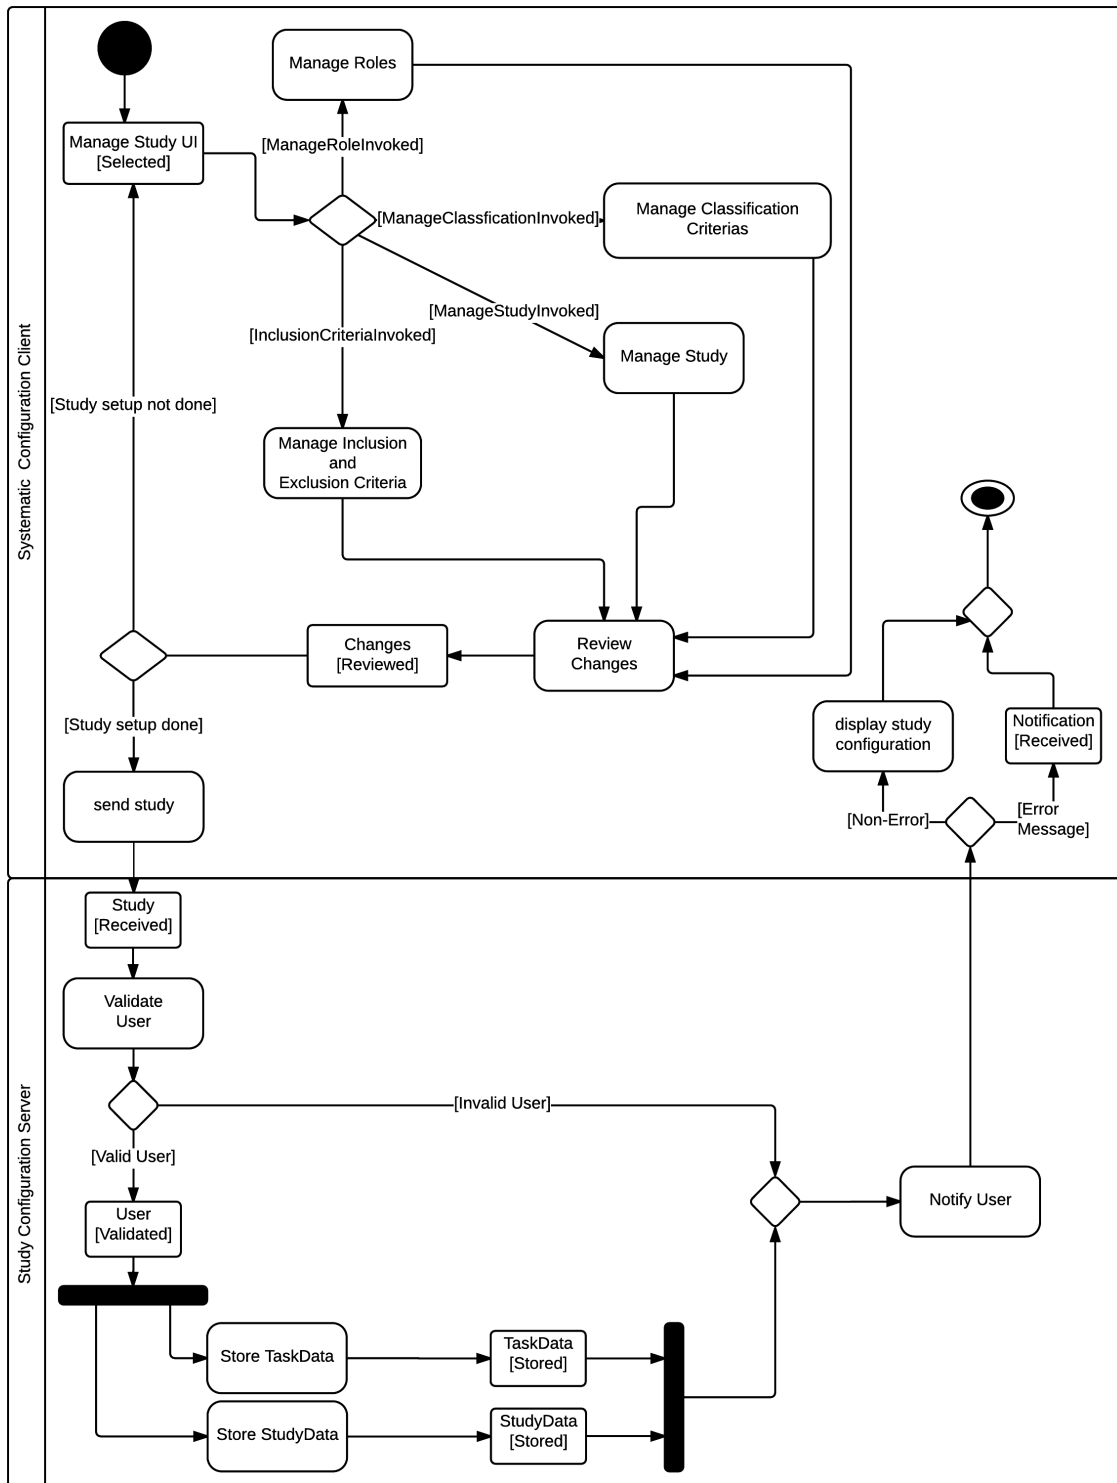 Systematic  Configuration Client
Manage Roles
Manage Study UI
[Selected]
[ManageRoleInvoked]
[ManageClassficationInvoked]
Manage Classification
Criterias
[ManageStudyInvoked]
[InclusionCriteriaInvoked]
Manage Study
[Study setup not done]
Manage Inclusion
and
Exclusion Criteria
Changes
[Reviewed]
Review
Changes
[Study setup done]
display study
configuration
Notification
[Received]
send study
[Non-Error]
[Error
Message]
Study Configuration Server
Study
[Received]
Validate
User
[Invalid User]
[Valid User]
User
[Validated]
Notify User
Store TaskData
TaskData
[Stored]
Store StudyData
StudyData
[Stored]